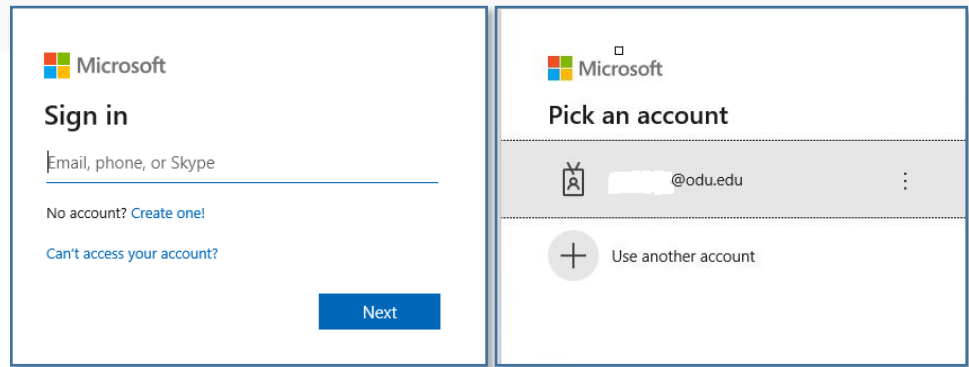 Microsoft
Sign in
Email, phone, or Skype
No account? Create one!
Can't access your account?
Next
Microsoft
Pick an account
@odu.edu
Use another account